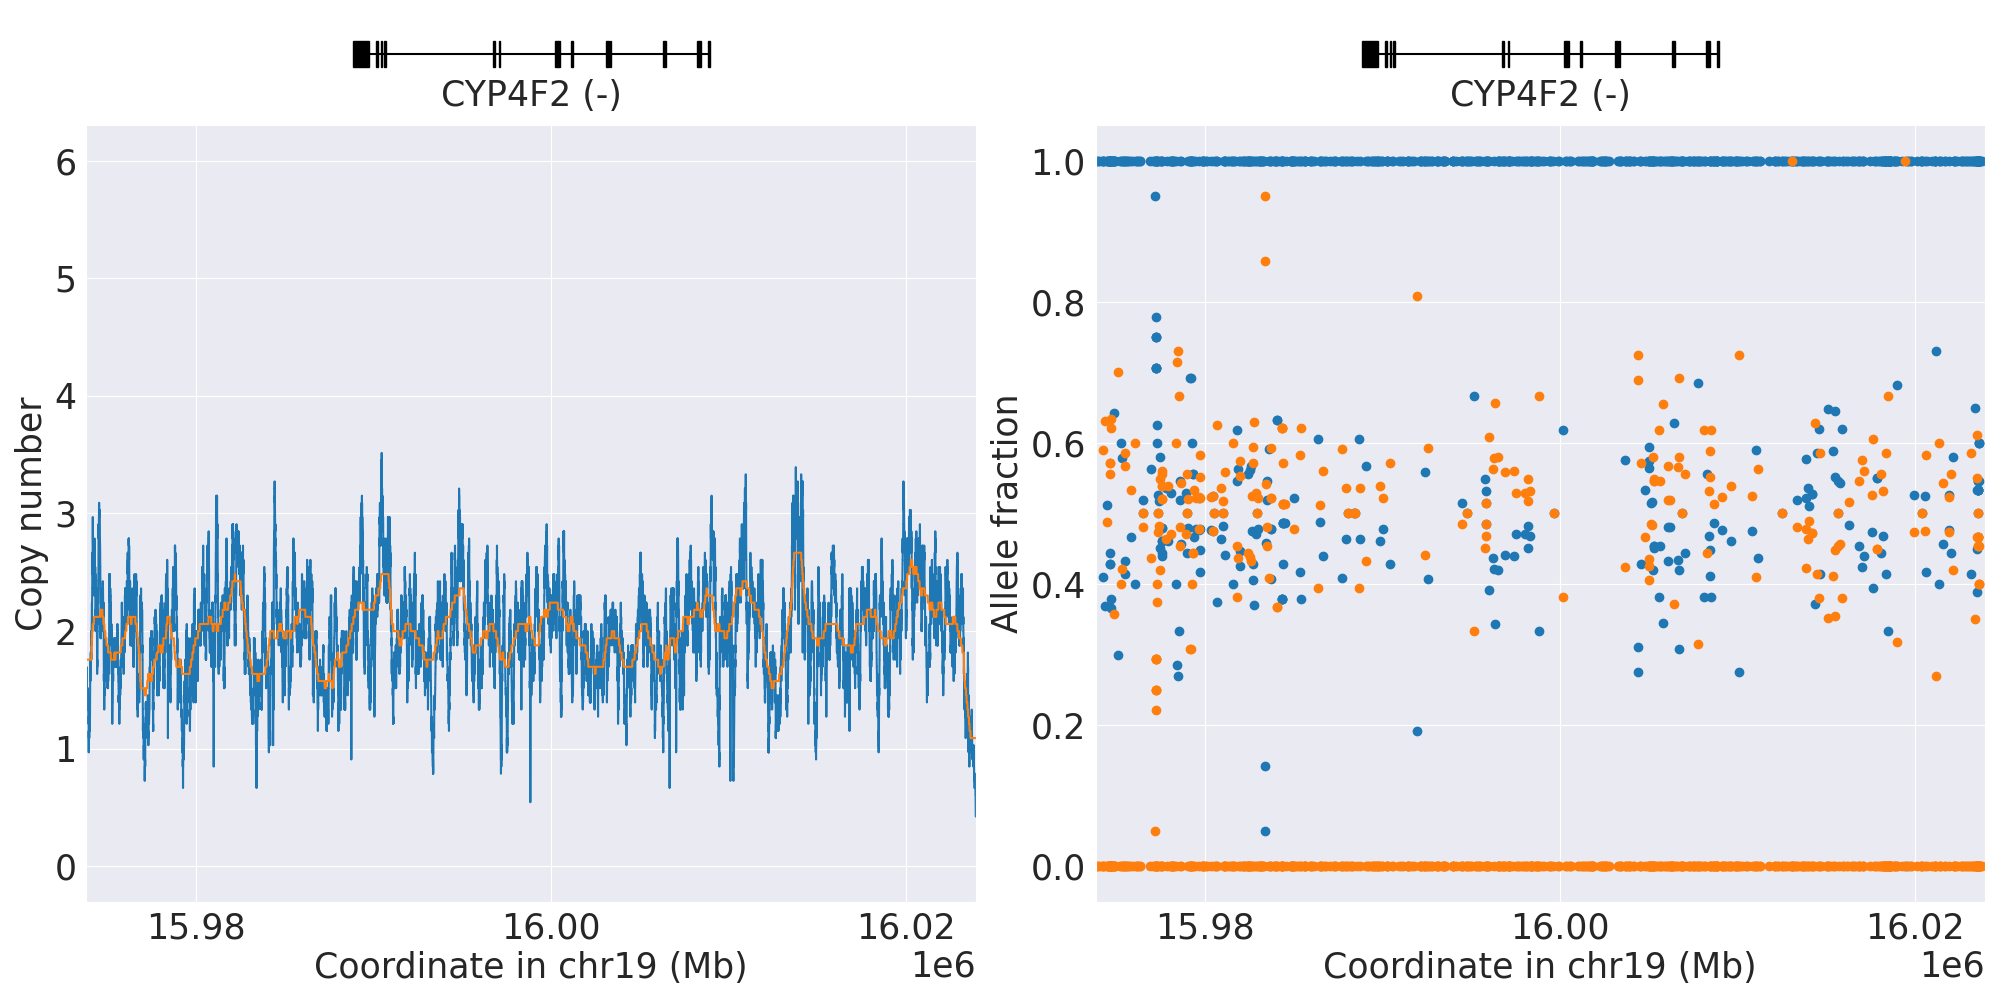 CYP4F2 (-)
6
5
4
3
2
1
0
Copy number
15.98
16.00
16.02
Coordinate in chr19 (Mb)
1e6
CYP4F2 (-)
1.0
0.8
0.6
0.4
0.2
0.0
Allele fraction
15.98
16.00
16.02
Coordinate in chr19 (Mb)
1e6